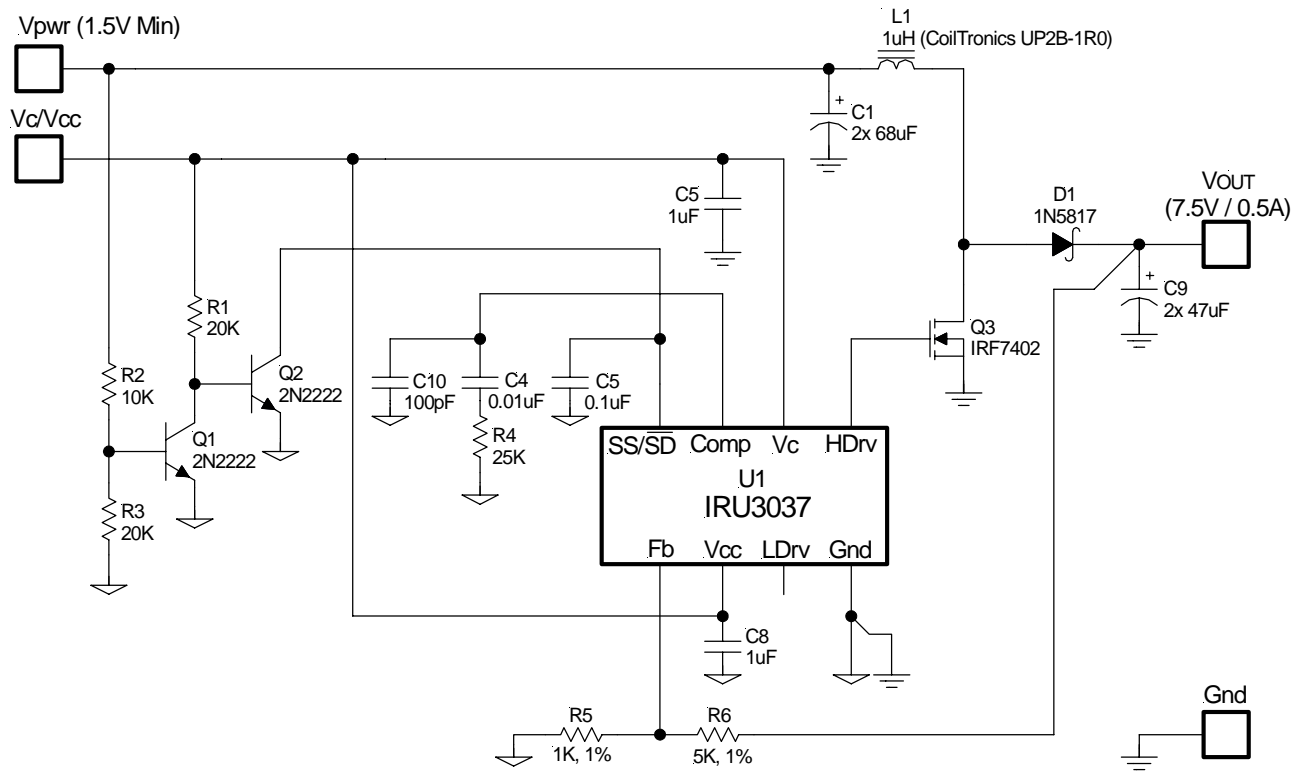 Vpwr (1.5V Min)
L1
1uH (CoilTronics UP2B-1R0)
Vc/Vcc
+
C1
2x 68uF
C5
1uF
D1
1N5817
VOUT
(7.5V / 0.5A)
+
C9
2x 47uF
R1
20K
Q3
IRF7402
R2
10K
Q2
2N2222
C10
100pF
C4
0.01uF
C5
0.1uF
Q1
2N2222
R4
25K
SS/SD Comp Vc HDrv
U1
IRU3037
R3
20K
Fb Vcc LDrv Gnd
C8
1uF
R5
1K, 1%
R6
5K, 1%
Gnd